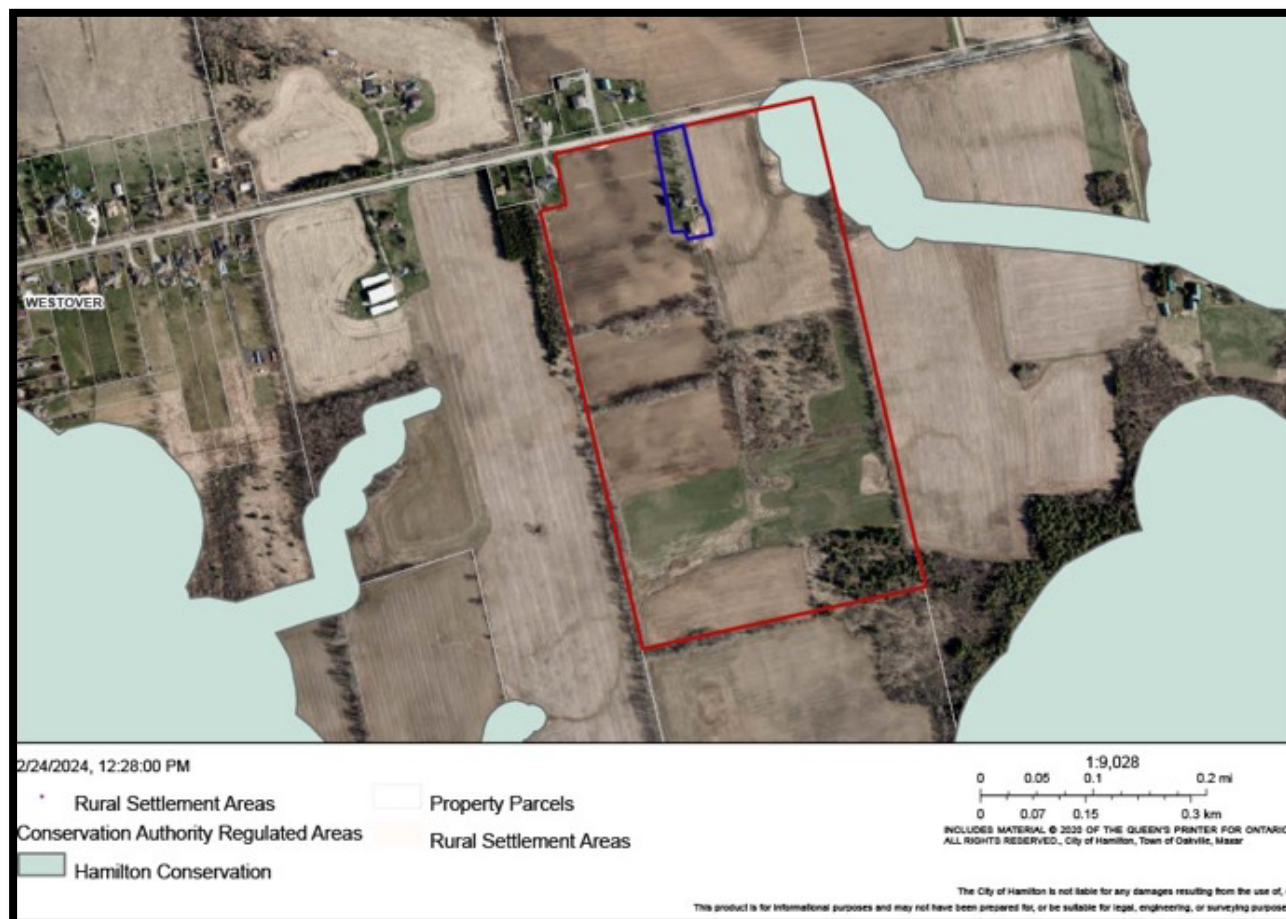 WESTOVER
2/24/2024, 12:28:00 PM
Rural Settlement Areas
Conservation Authority Regulated Areas
Hamilton Conservation
Property Parcels
Rural Settlement Areas
1:9,028
0 0.05 0.1 0.2 mi
0 0.07 0.15 0.3 km
INCLUDES MATERIAL © 2023 OF THE QUEEN'S PRINTER FOR ONTARIO
ALL RIGHTS RESERVED., City of Hamilton, Town of Oakville, Maxar
The City of Hamilton is not liable for any damages resulting from the use of,
This product is for informational purposes and may not have been prepared for, or be suitable for legal, engineering, or surveying purpose